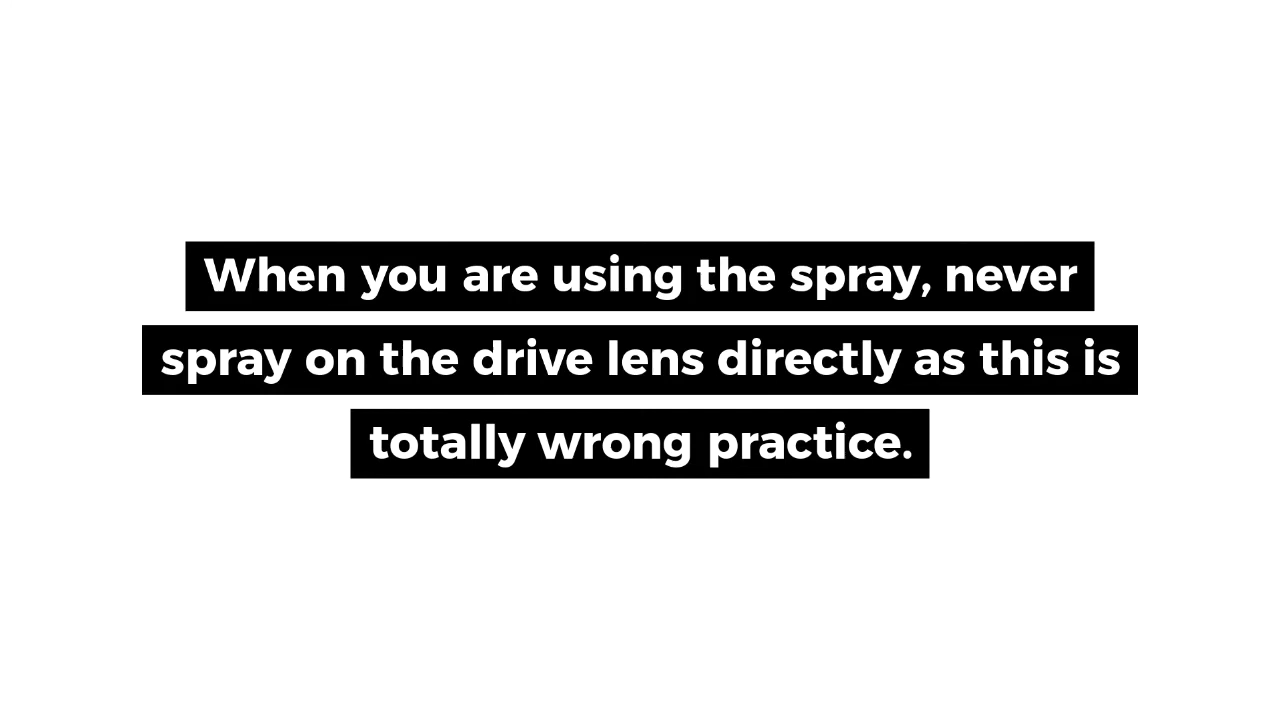 When you are using the spray, never
spray on the drive lens directly as this is
totally wrong practice.